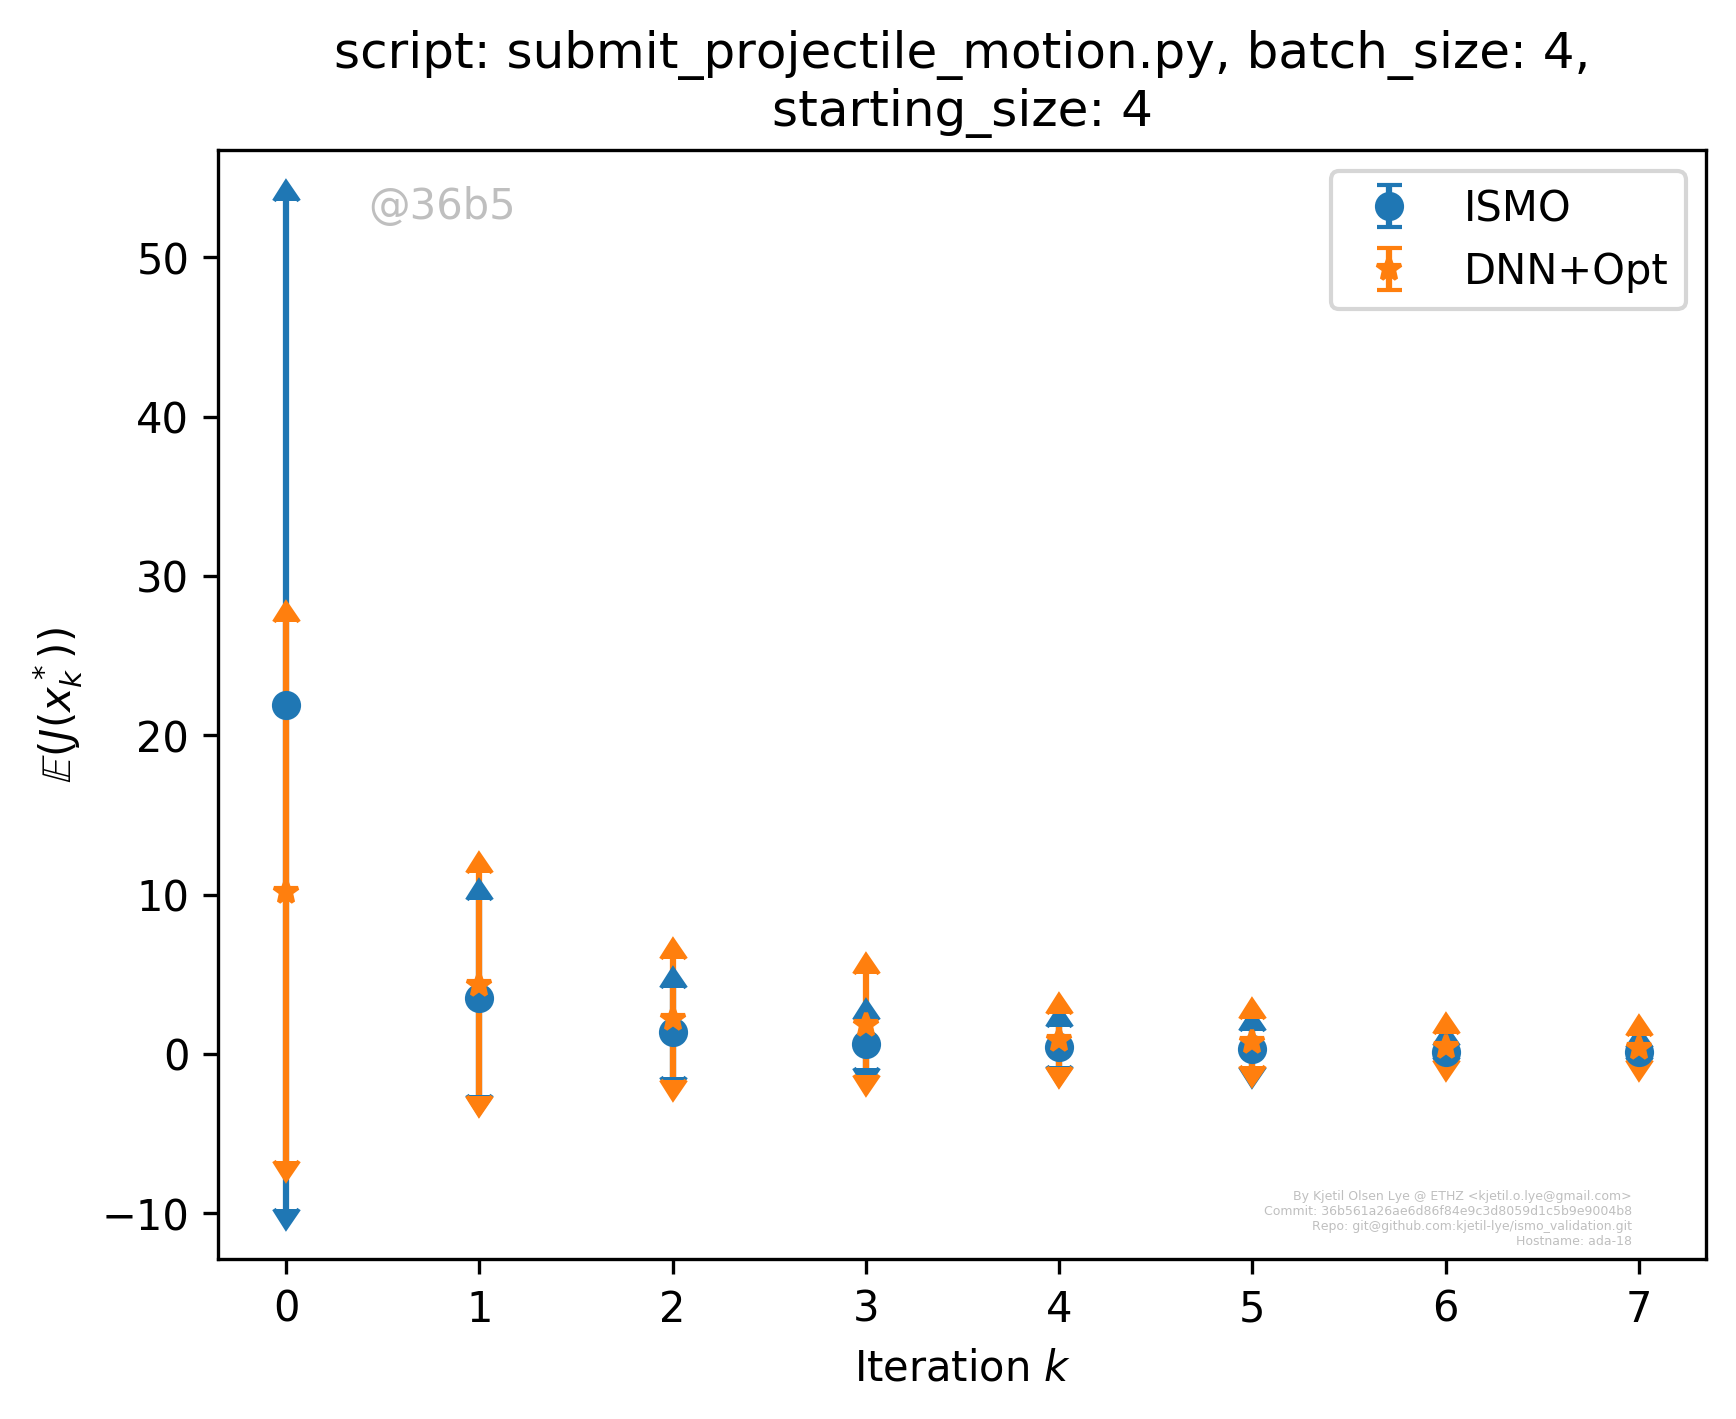 script: submit_projectile_motion.py, batch_size: 4,
starting_size: 4
@36b5
ISMO
DNN+Opt
50
40
30
20
10
0
−10
𝔼(J(x*k))
0 1 2 3 4 5 6 7
Iteration k
By Kjetil Olsen Lye @ ETHZ <kjetil.o.lye@gmail.com>
Commit: 36b561a26ae6d86f84e9c3d8059d1c5b9e9004b8
Repo: git@github.com:kjetil-lye/ismo_validation.git
Hostname: ada-18